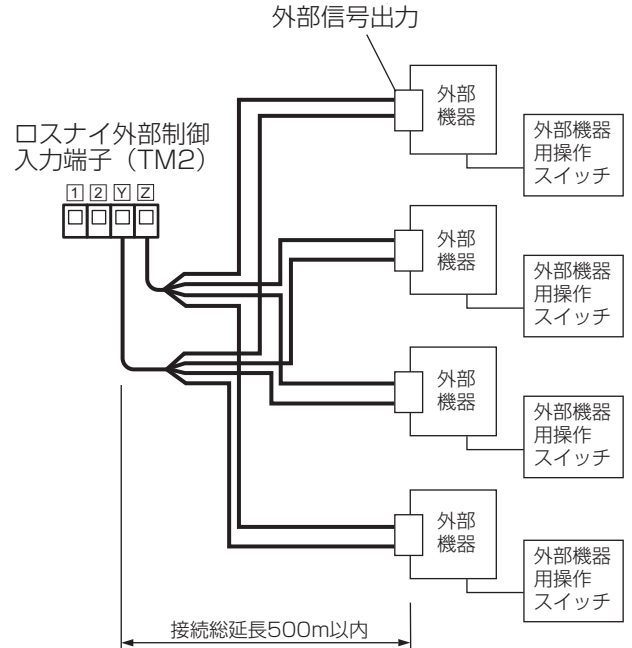 外部信号出力
ロスナイ外部制御
入力端子（TM2）
1 2 Y Z
外部
機器
外部機器
用操作
スイッチ
外部
機器
外部機器
用操作
スイッチ
外部
機器
外部機器
用操作
スイッチ
外部
機器
外部機器
用操作
スイッチ
接続総延長500m以内